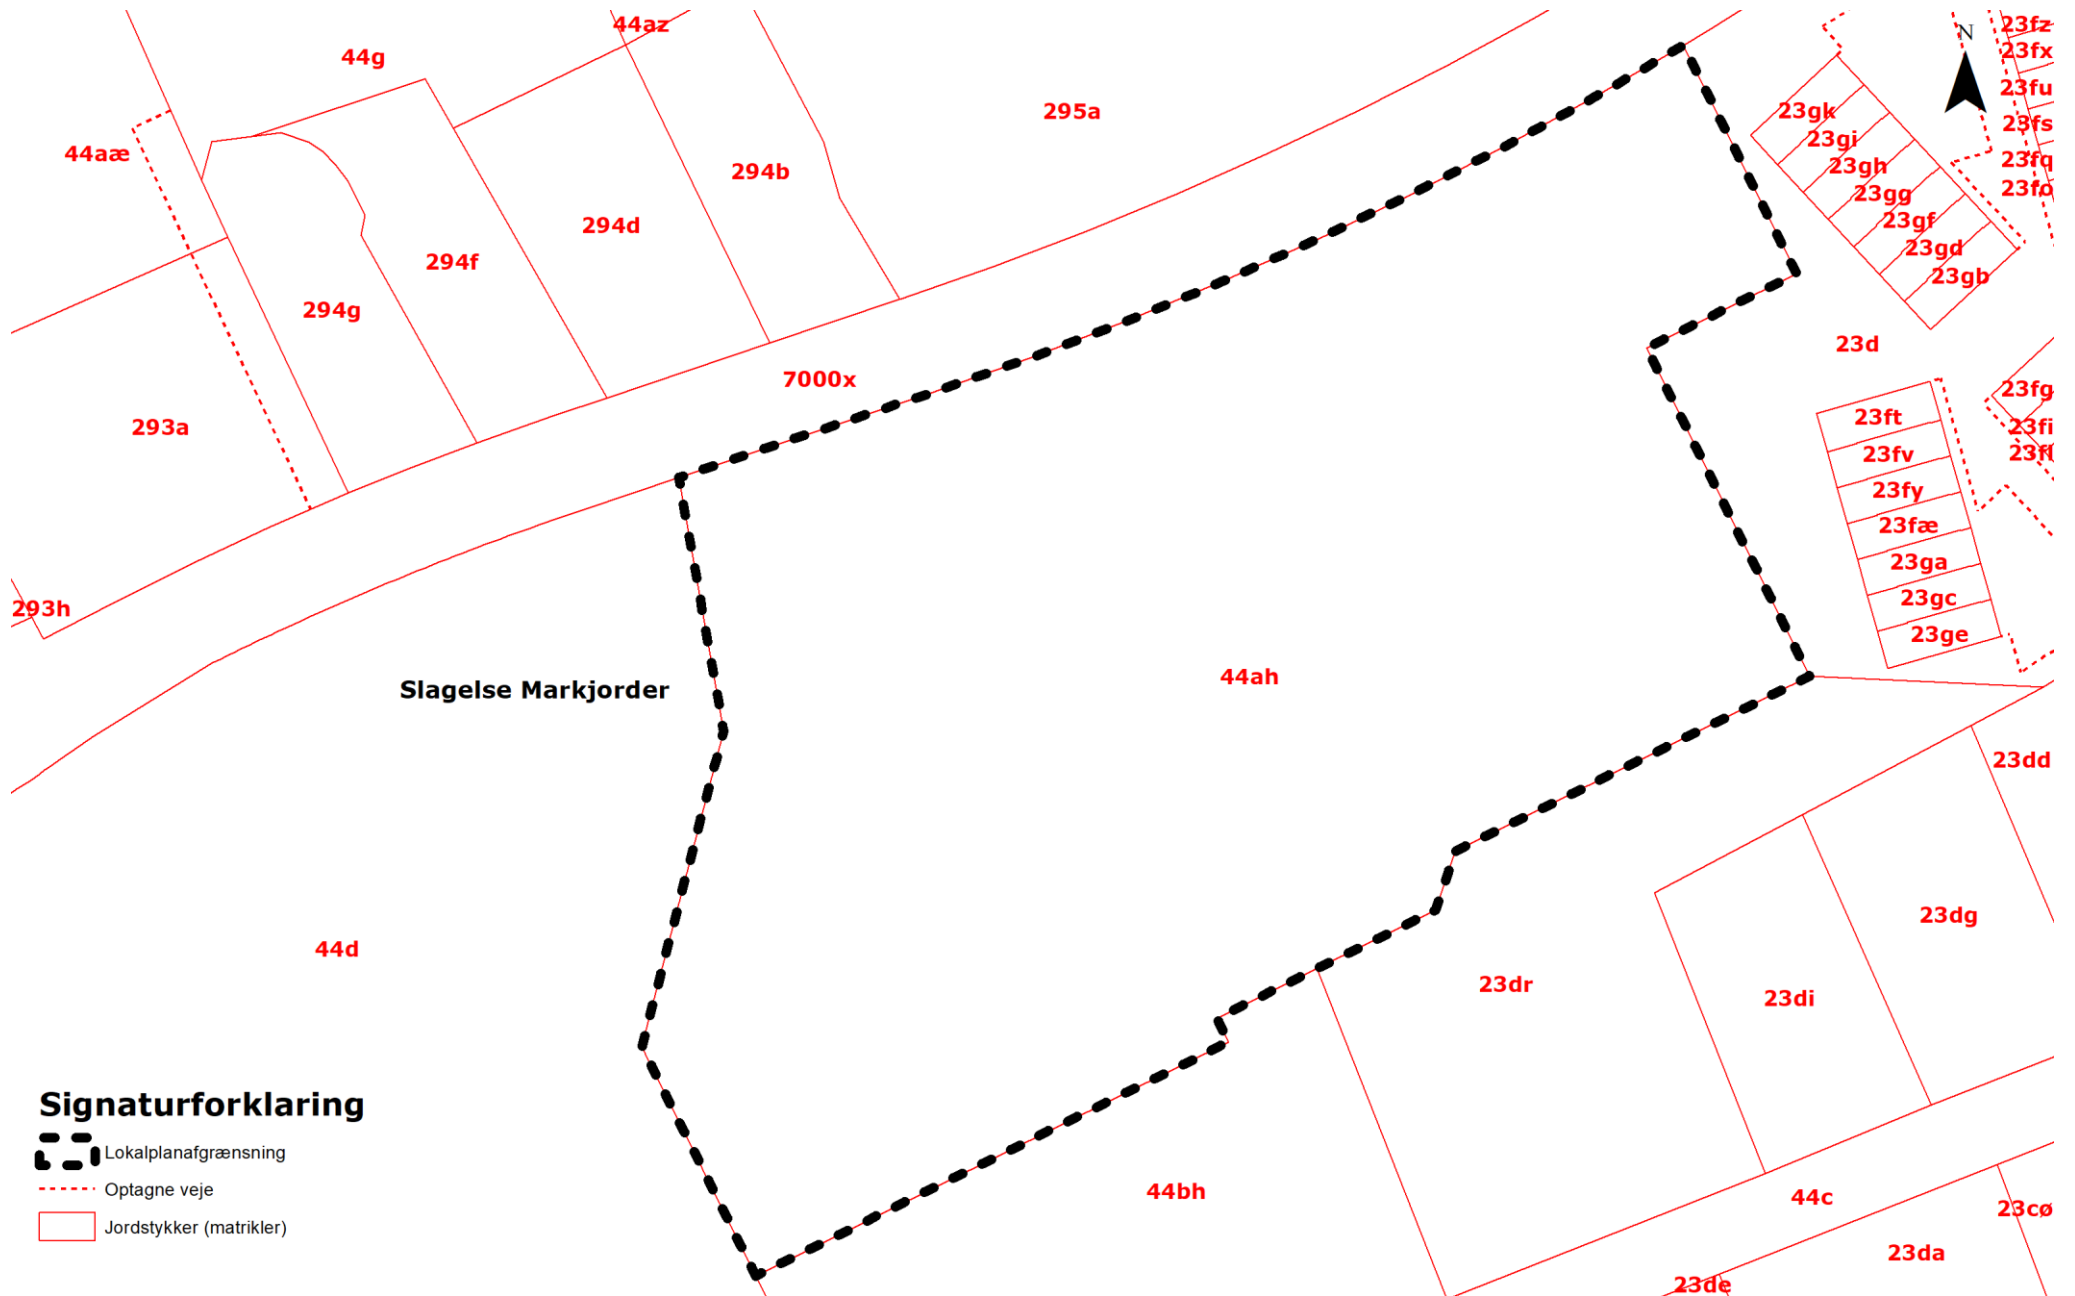 44az
23fz
N
44g
23fx
23fu
295a
23gk
23fs
23gi
44aæ
23fq
23gh
294b
23fo
23gg
23gf
294d
23gd
294f
23gb
294g
23d
7000x
23fg
23ft
293a
23fi
23fv
23fl
23fy
23fæ
23ga
23gc
293h
23ge
44ah
Slagelse Markjorder
23dd
23dg
44d
23dr
23di
Signaturforklaring
Lokalplanafgrænsning
Optagne veje
44bh
44c
23cø
Jordstykker (matrikler)
23da
23de